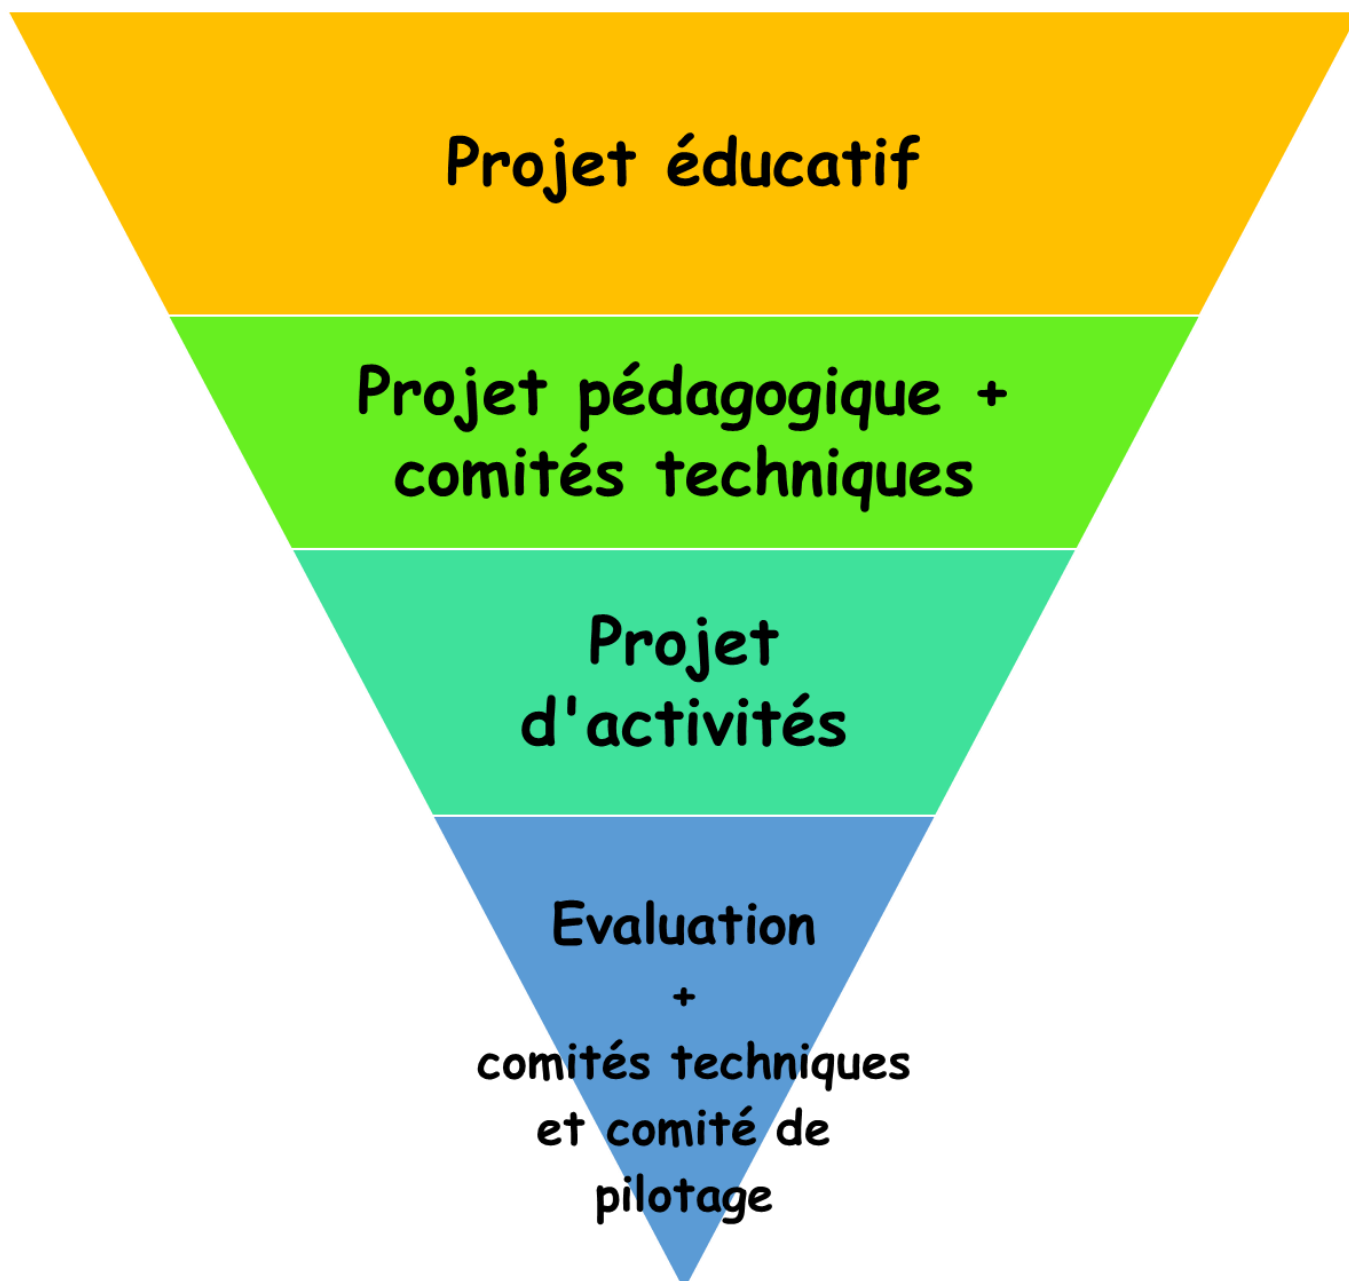 Projet éducatif
Projet pédagogique +
comités techniques
Projet
d'activités
Evaluation
+
comités techniques
et comité de
pilotage